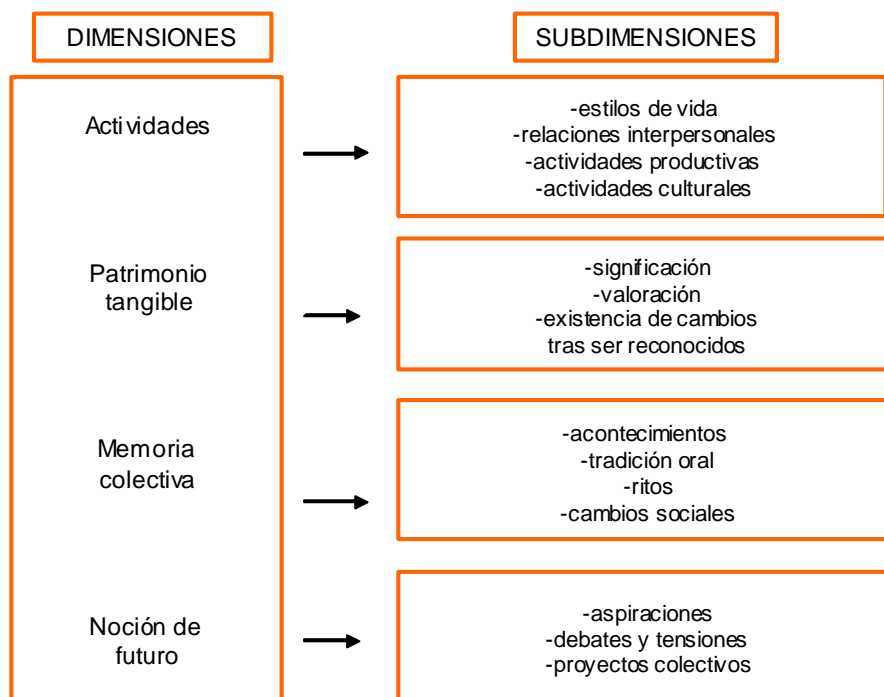 DIMENSIONES
SUBDIMENSIONES
Actividades
-estilos de vida
-relaciones interpersonales
-actividades productivas
-actividades culturales
Patrimonio
tangible
-significación
-valoración
-existencia de cambios
tras ser reconocidos
Memoria
colectiva
-acontecimientos
-tradición oral
-ritos
-cambios sociales
Noción de
futuro
-aspiraciones
-debates y tensiones
-proyectos colectivos